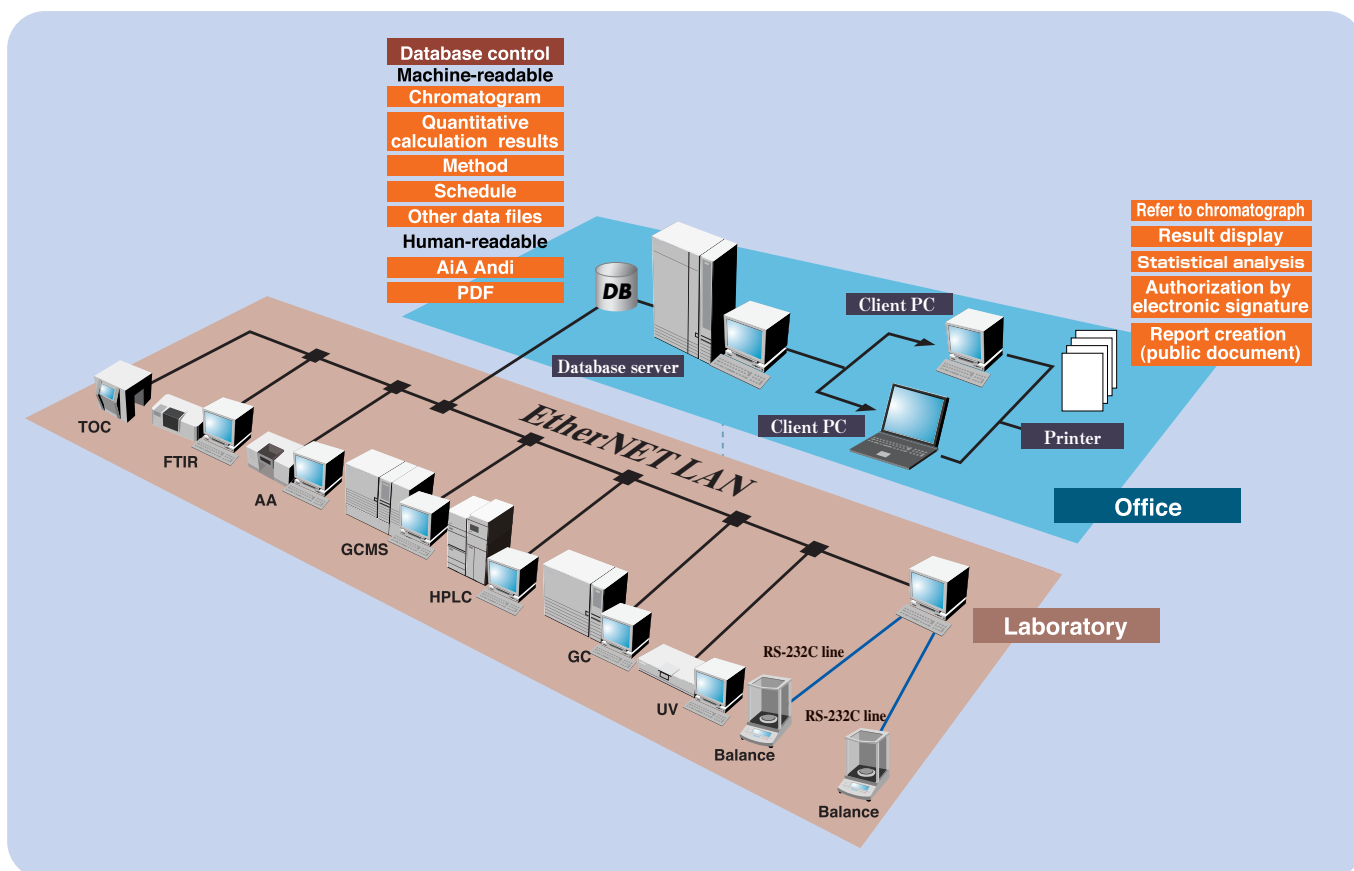 Database control
Machine-readable
Chromatogram
Quantitative
calculation results
Method
Schedule
Other data files
Human-readable
AiA Andi
PDF
Refer to chromatograph
Result display
Statistical analysis
Authorization by
electronic signature
Report creation
(public document)
DB
Database server
Client PC
Client PC
Printer
Office
EtherNET LAN
TOC
FTIR
AA
GCMS
HPLC
GC
UV
Balance
Balance
RS-232C line
RS-232C line
Laboratory